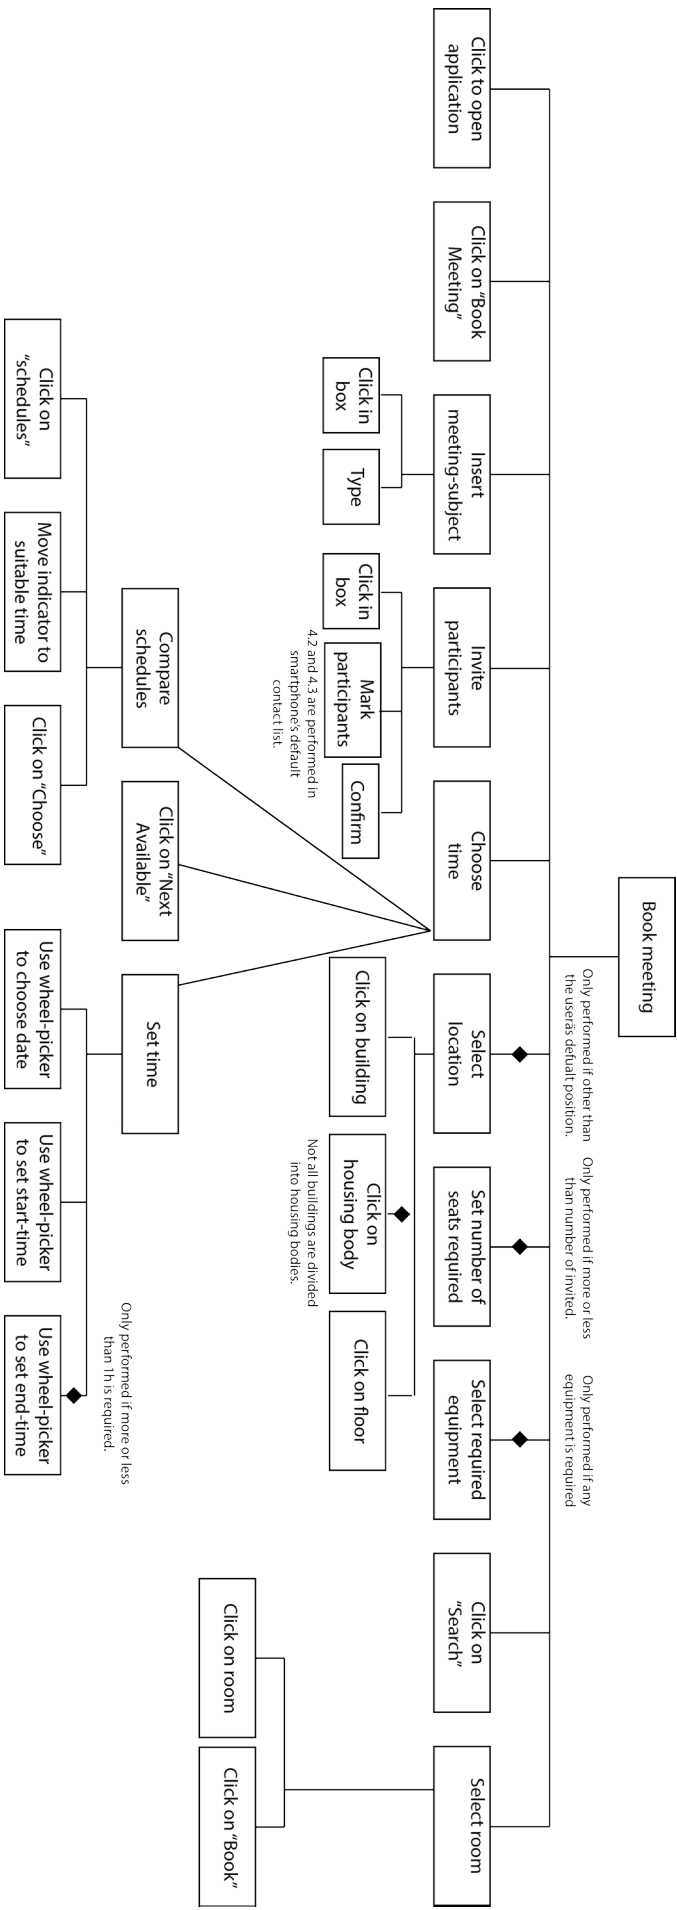 Book meeting
Only performed if other than
the useräs defualt position.
Only performed if more or less
than number of invited.
Only performed if any
equipment is required
Click to open
application
Click on “Book
Meeting”
Insert
meeting-subject
Invite
participants
Choose
time
Select
location
Set number of
seats required
Select required
equipment
Click on
“Search”
Select room
Click in
box
Type
Click in
box
Mark
participants
Confirm
4.2 and 4.3 are performed in
smartphone’s default
contact list.
Click on building
Click on
housing body
Click on floor
Not all buildings are divided
into housing bodies.
Click on room
Click on “Book”
Compare
schedules
Click on “Next
Available”
Set time
Only performed if more or less
than 1h is required.
Click on
“schedules”
Move indicator to
suitable time
Click on “Choose”
Use wheel-picker
to choose date
Use wheel-picker
to set start-time
Use wheel-picker
to set end-time